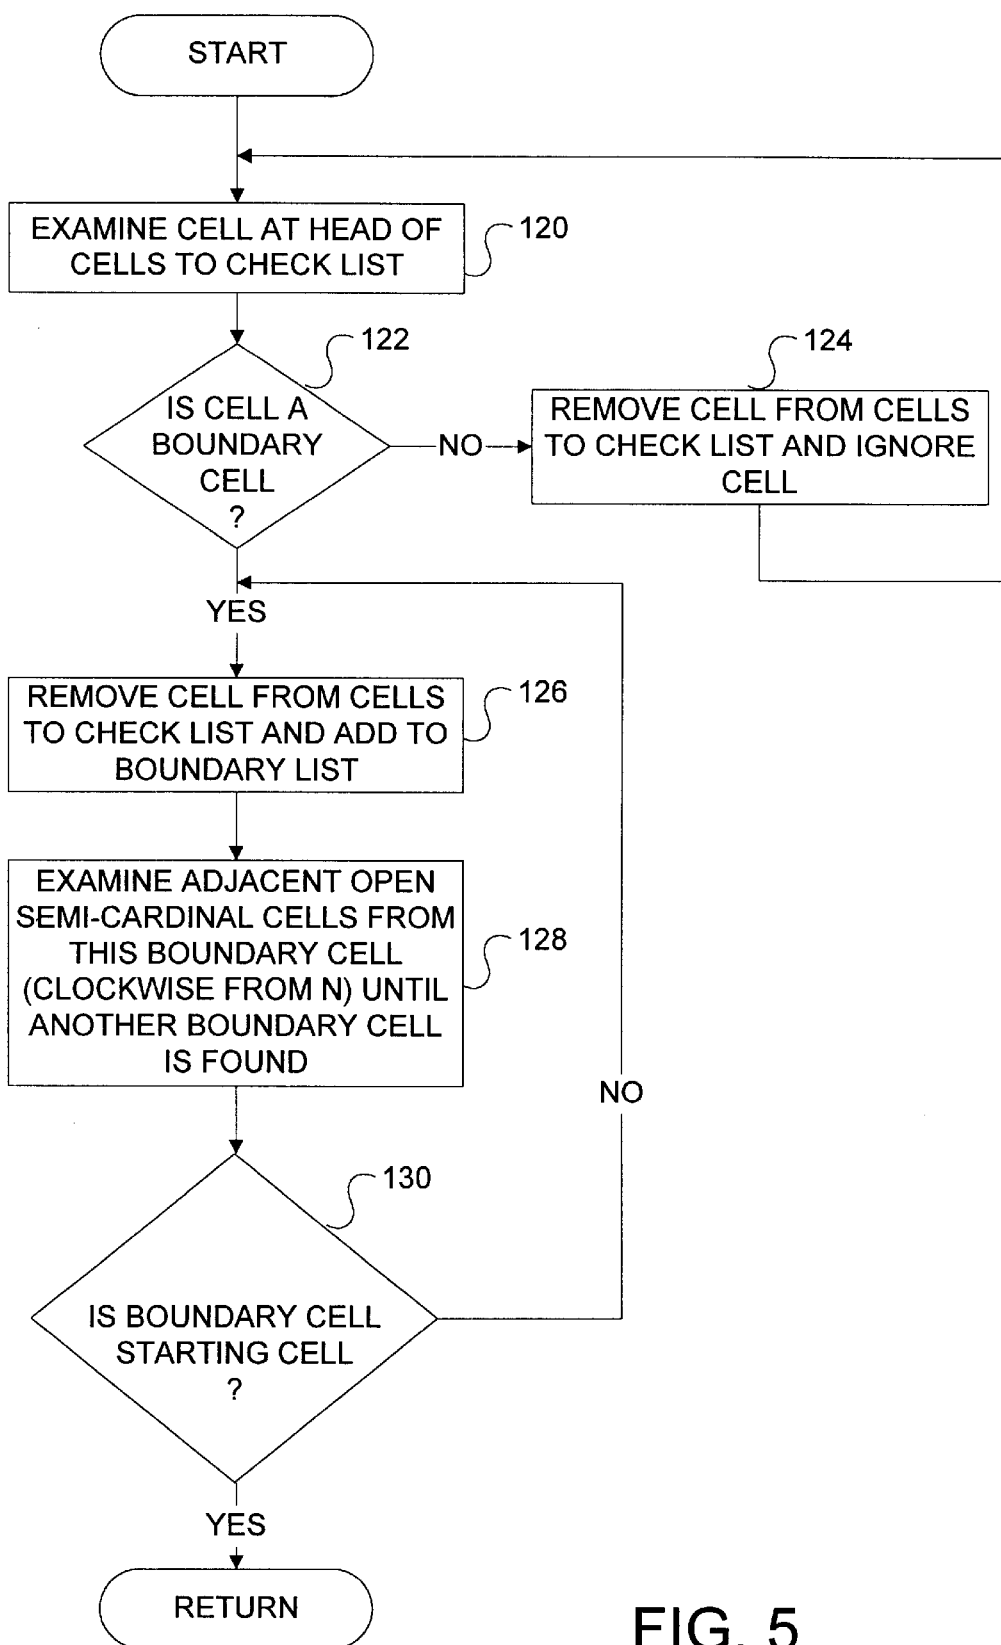 START
EXAMINE CELL AT HEAD OF
CELLS TO CHECK LIST
120
122
IS CELL A
BOUNDARY
CELL
?
NO
124
REMOVE CELL FROM CELLS
TO CHECK LIST AND IGNORE
CELL
YES
REMOVE CELL FROM CELLS
TO CHECK LIST AND ADD TO
BOUNDARY LIST
126
EXAMINE ADJACENT OPEN
SEMI-CARDINAL CELLS FROM
THIS BOUNDARY CELL
(CLOCKWISE FROM N) UNTIL
ANOTHER BOUNDARY CELL
IS FOUND
128
NO
130
IS BOUNDARY CELL
STARTING CELL
?
YES
RETURN
FIG. 5